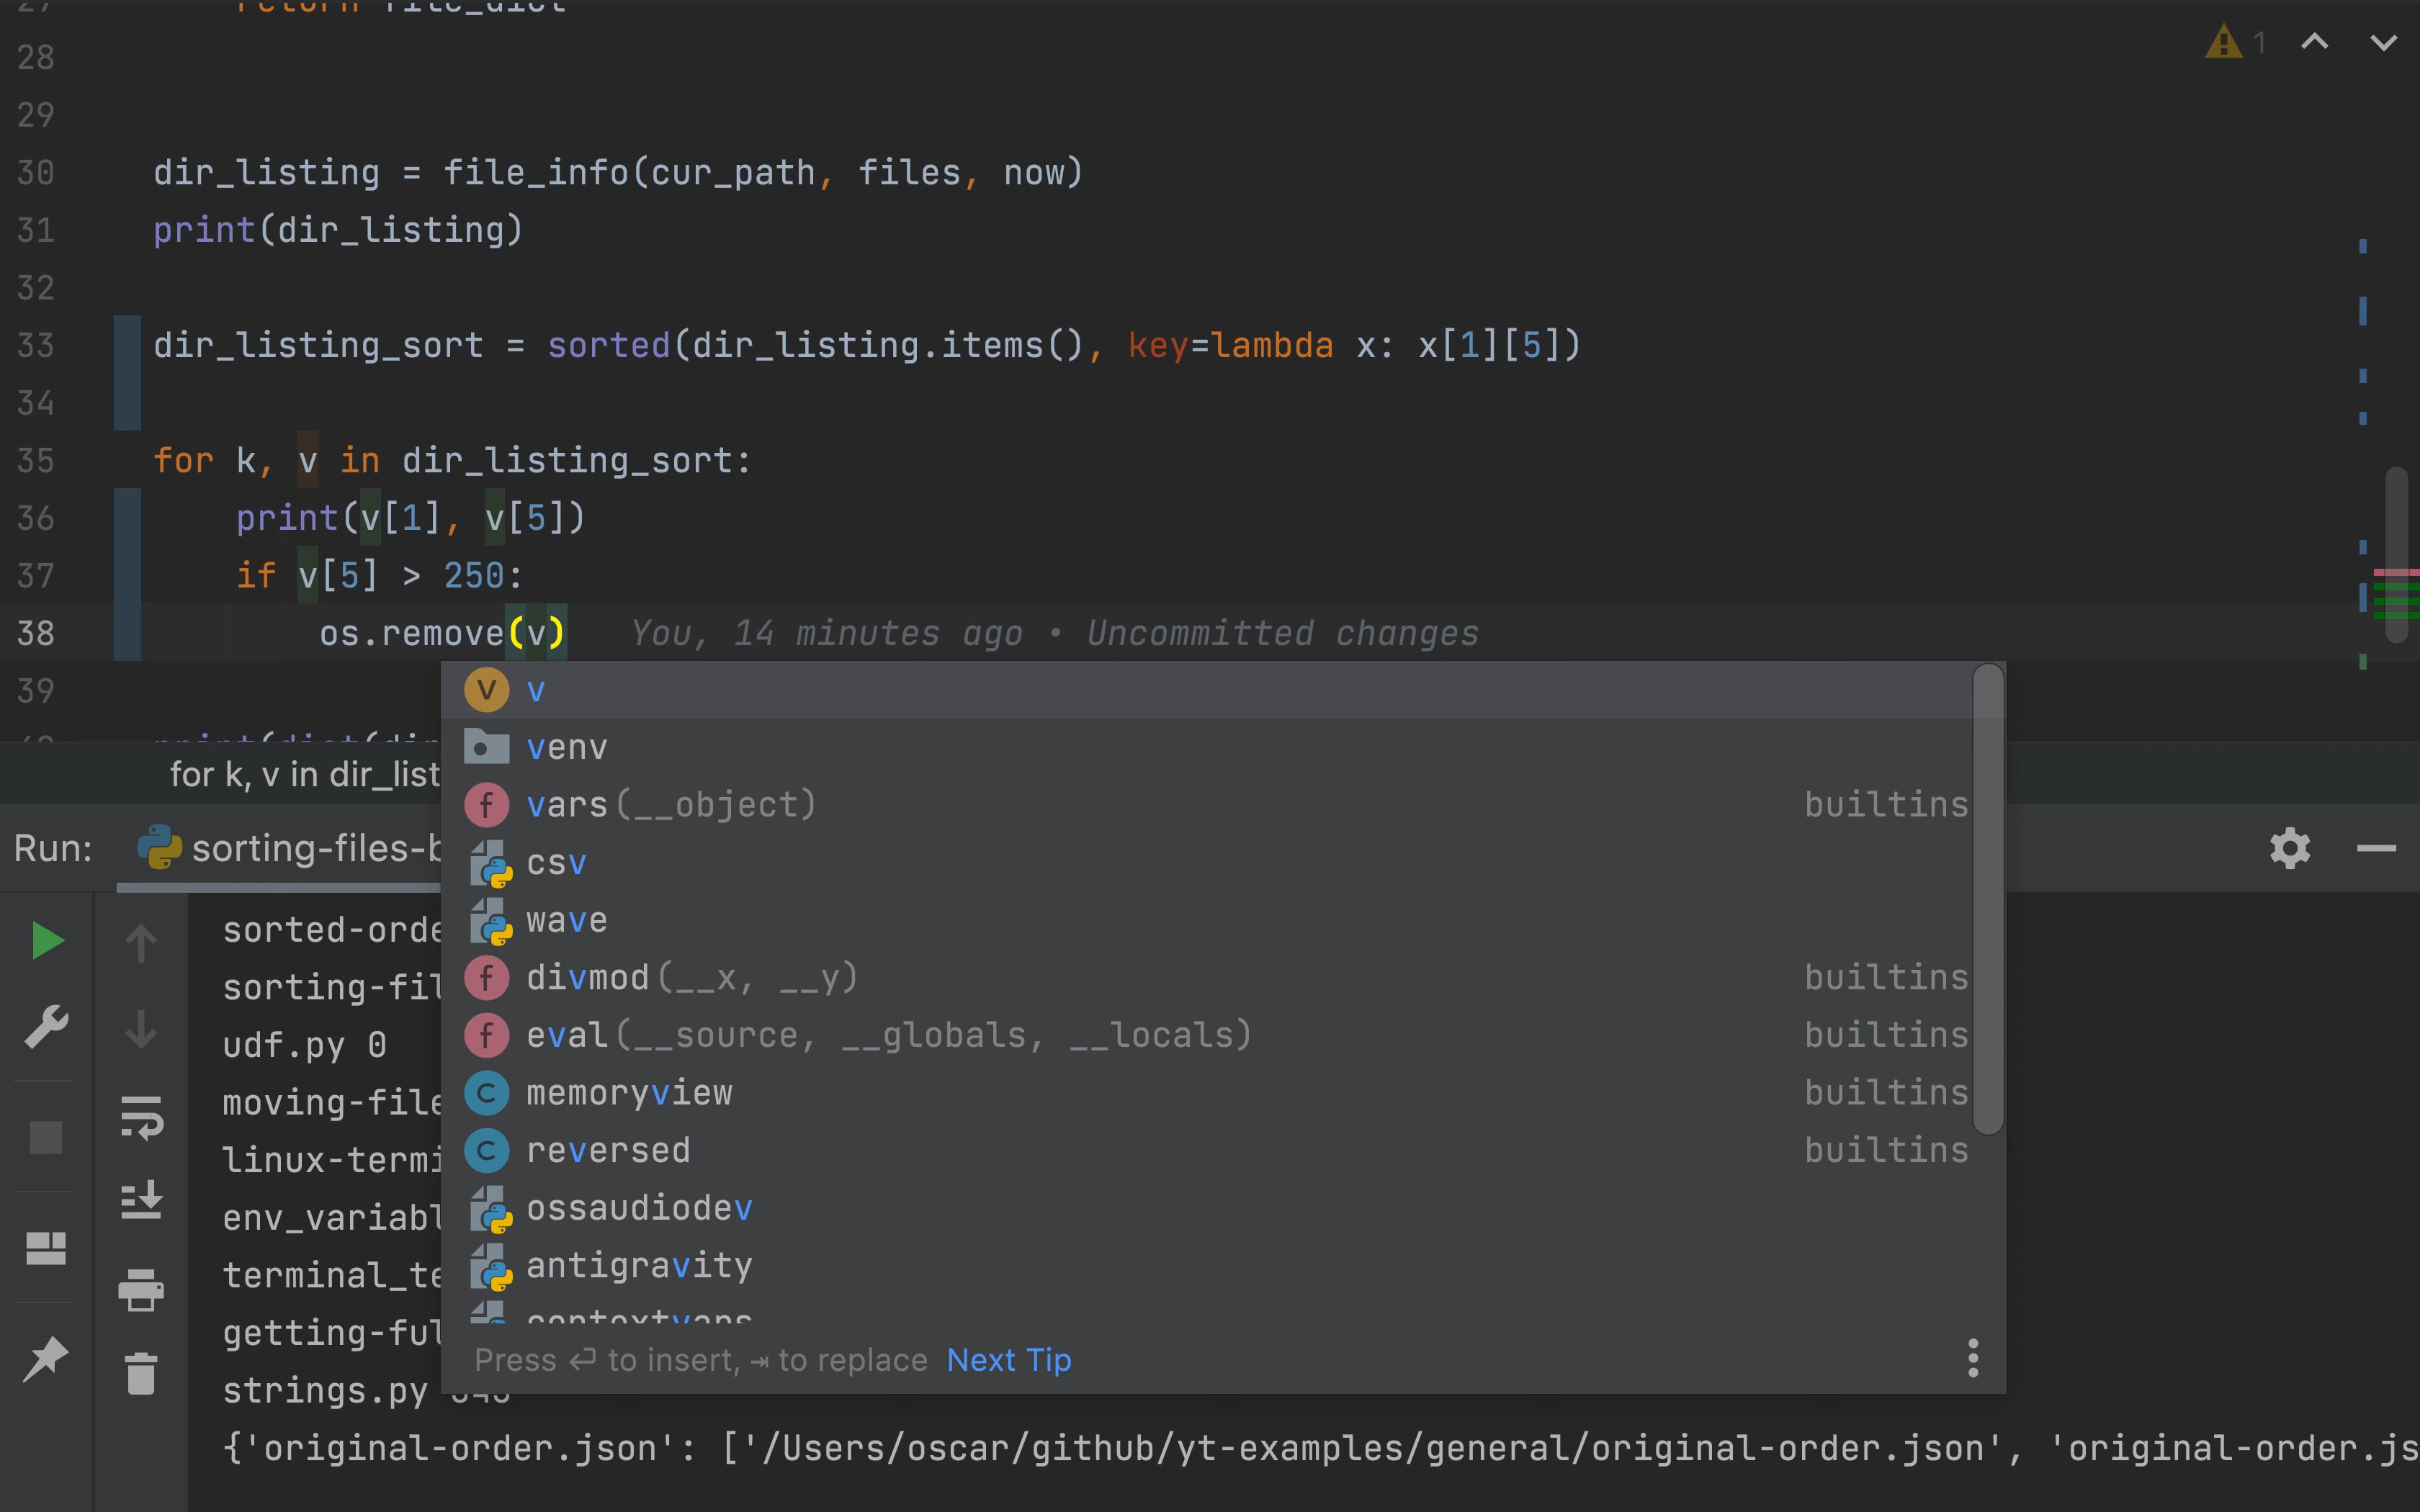 27 return file_dict
28
1
29
30 dir_listing = file_info(cur_path, files, now)
31 print(dir_listing)
32
33 dir_listing_sort = sorted(dir_listing.items(), key=lambda x: x[1][5])
34
35 for k, v in dir_listing_sort:
36 print(v[1], v[5])
37 if v[5] > 250:
38 os.remove(v) You, 14 minutes ago • Uncommitted changes
39
v
venv
vars(__object) builtins
csv
wave
divmod(__x, __y) builtins
eval(__source, __globals, __locals) builtins
memoryview builtins
reversed builtins
ossaudiodev
antigravity
contextvars
Press ↩ to insert, ⇥ to replace Next Tip
for k, v in dir_list
Run: sorting-files-b
sorted-orde
sorting-fil
udf.py 0
moving-file
linux-termi
env_variabl
terminal_te
getting-ful
strings.py
{'original-order.json': ['/Users/oscar/github/yt-examples/general/original-order.json', 'original-order.js